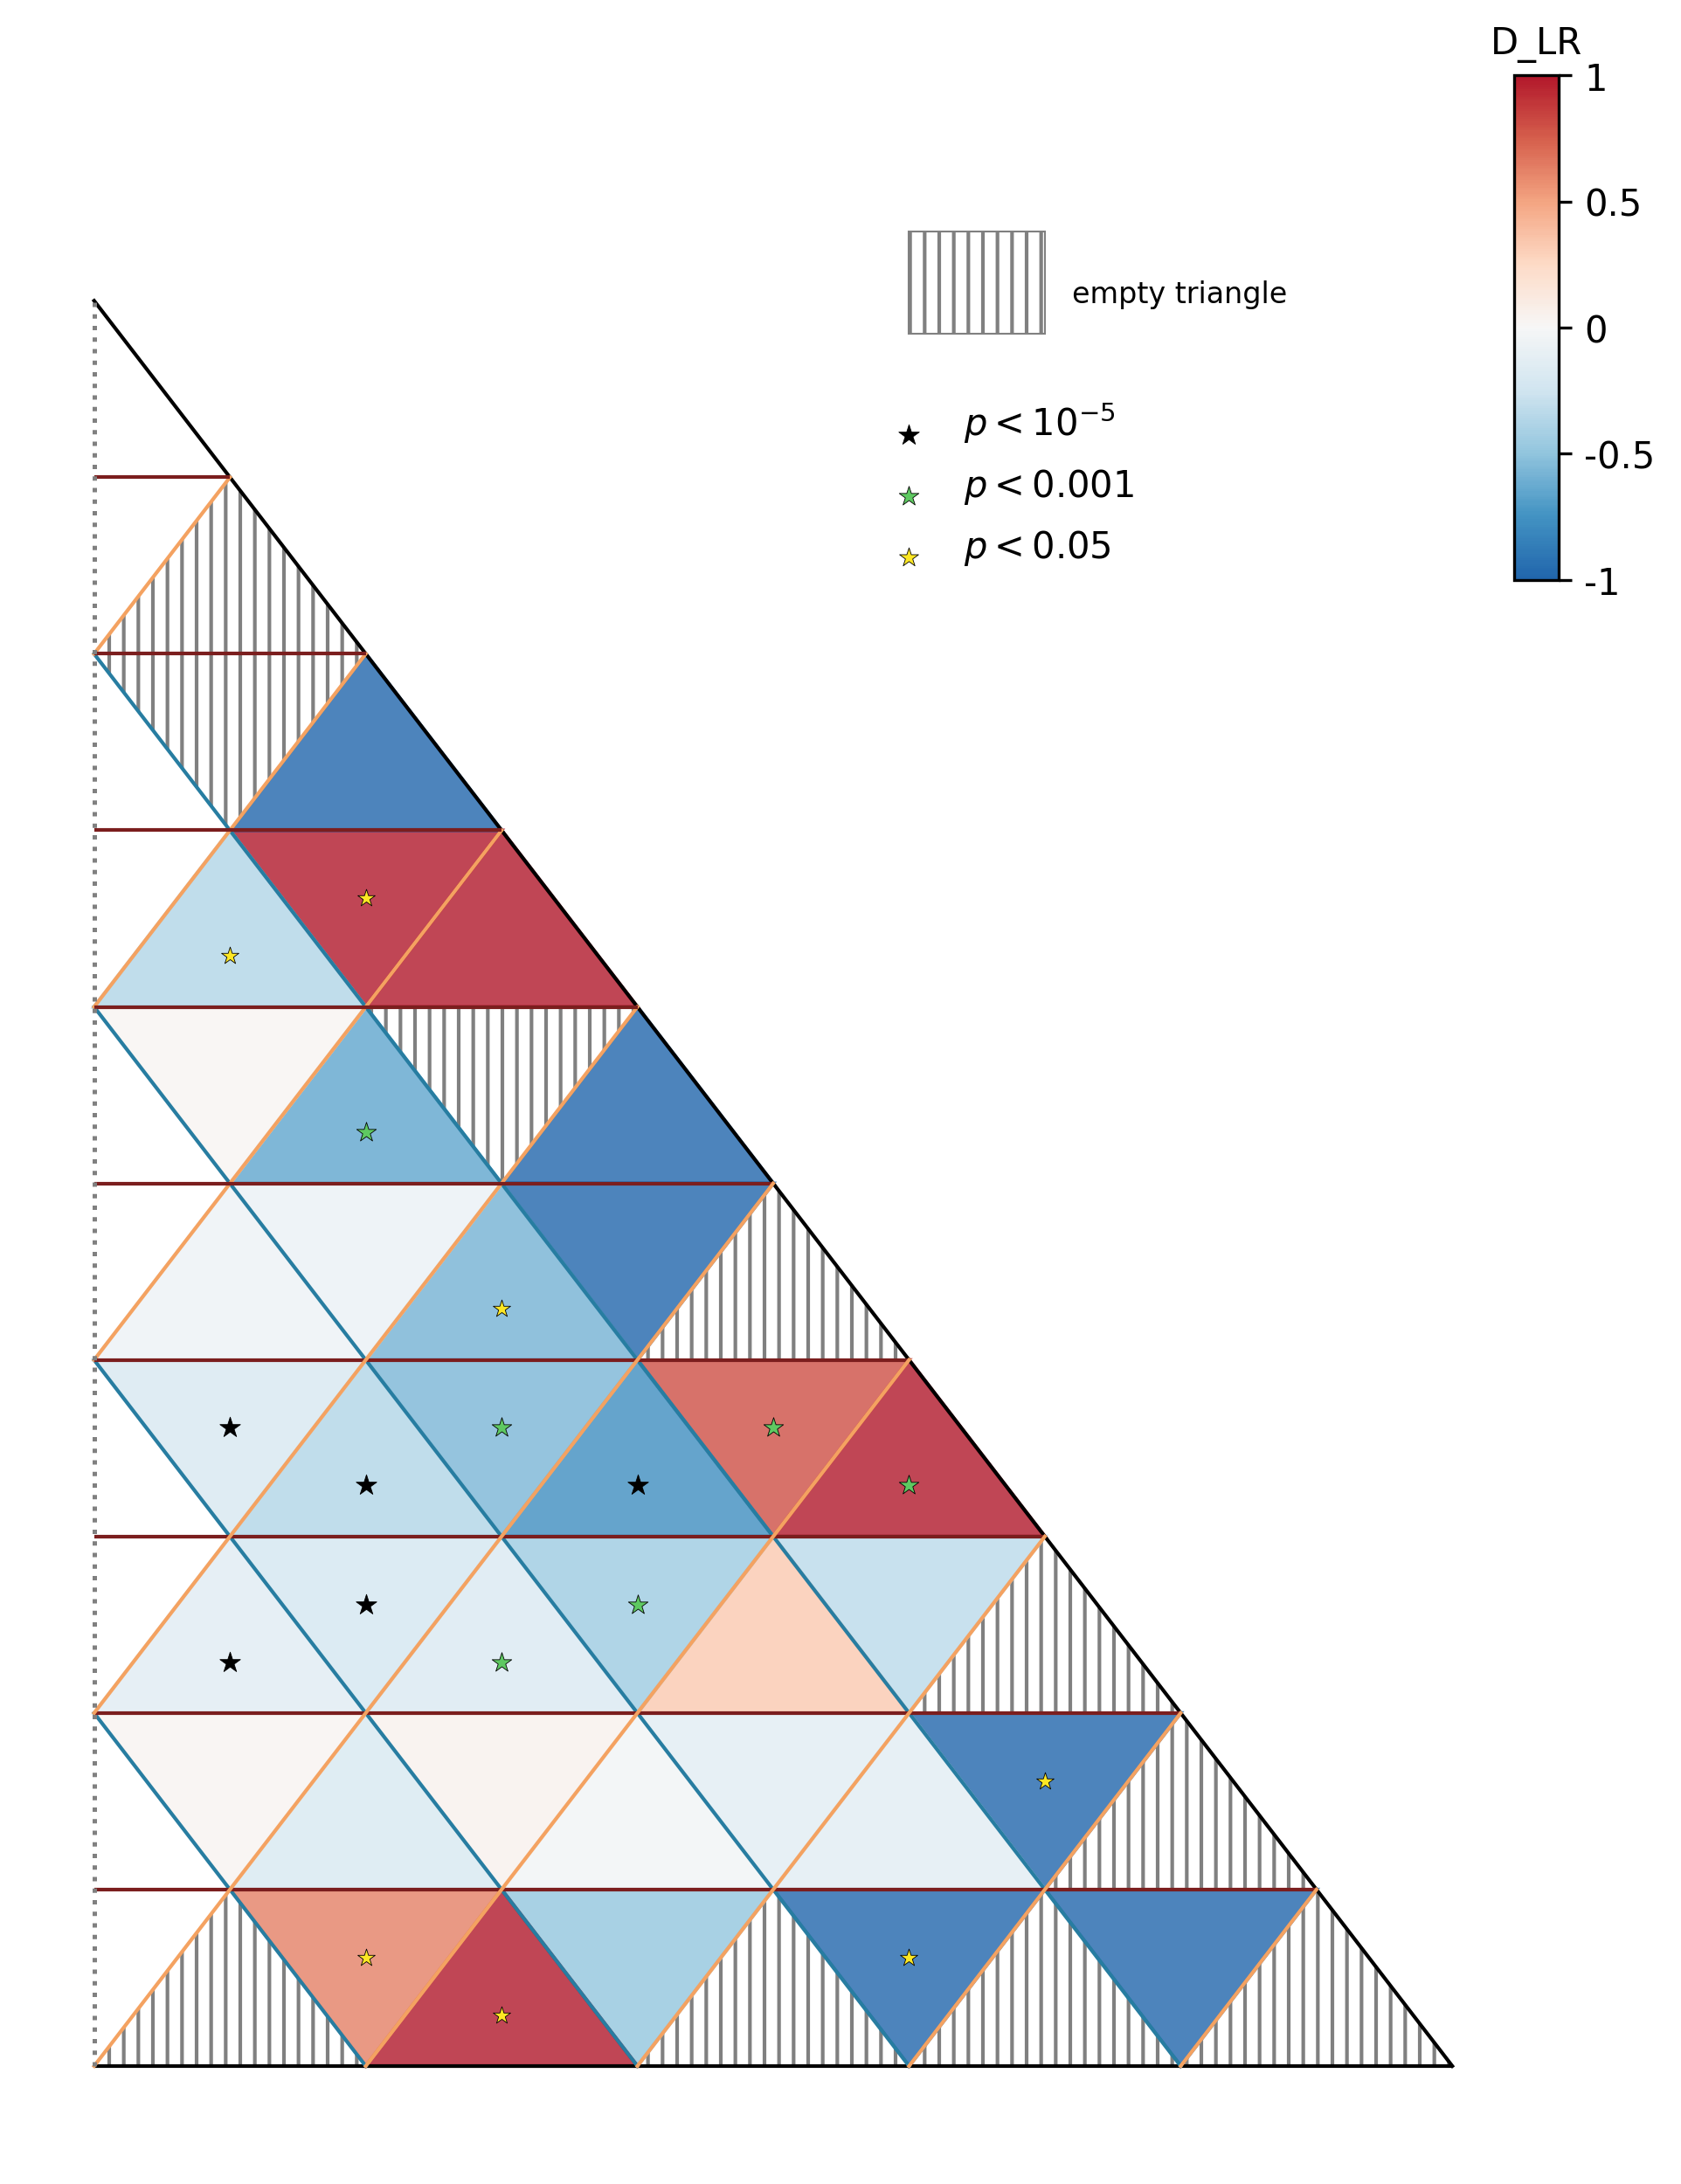 D_LR
1
0.5
0
-0.5
-1
empty triangle
p < 10⁻⁵
p < 0.001
p < 0.05